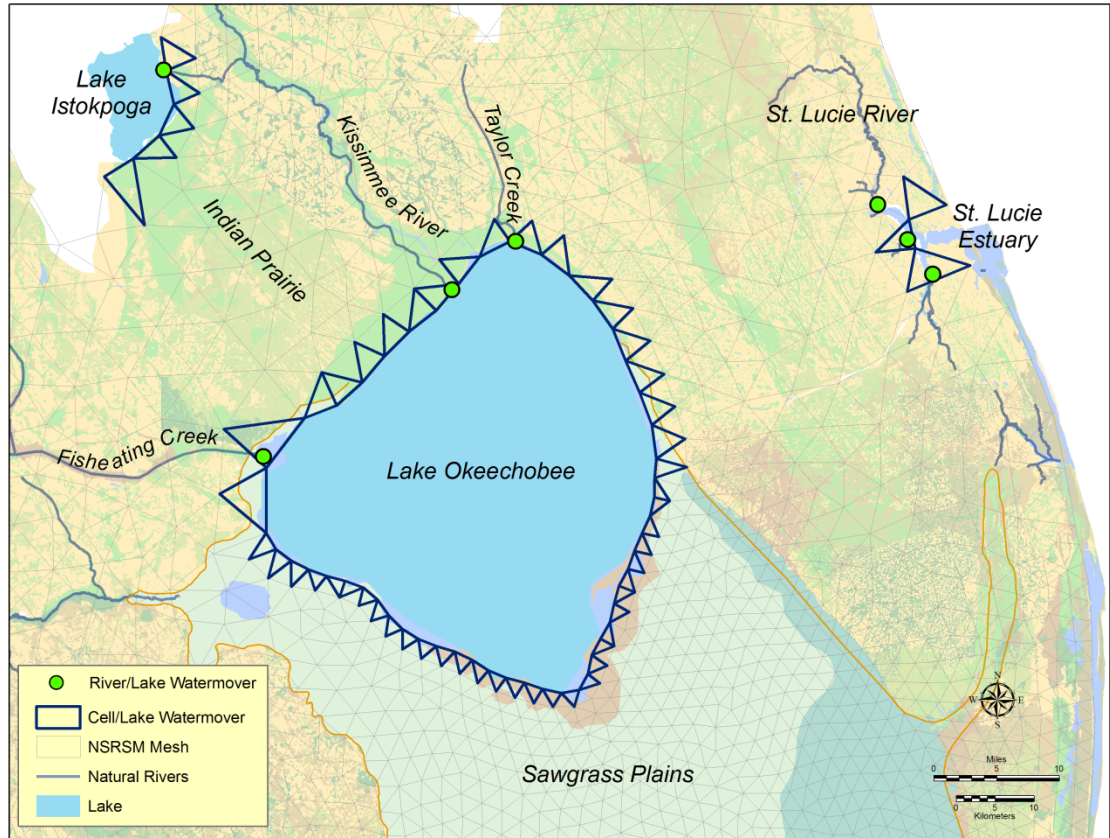 Lake
Istokpoga
Kissimmee River
Taylor Creek
St. Lucie River
St. Lucie
Estuary
Indian Prairie
Fisheating Creek
Lake Okeechobee
Sawgrass Plains
River/Lake Watermover
Cell/Lake Watermover
NSRSM Mesh
Natural Rivers
Lake
N
W
E
S
Miles
0 5 10
0 5 10
Kilometers